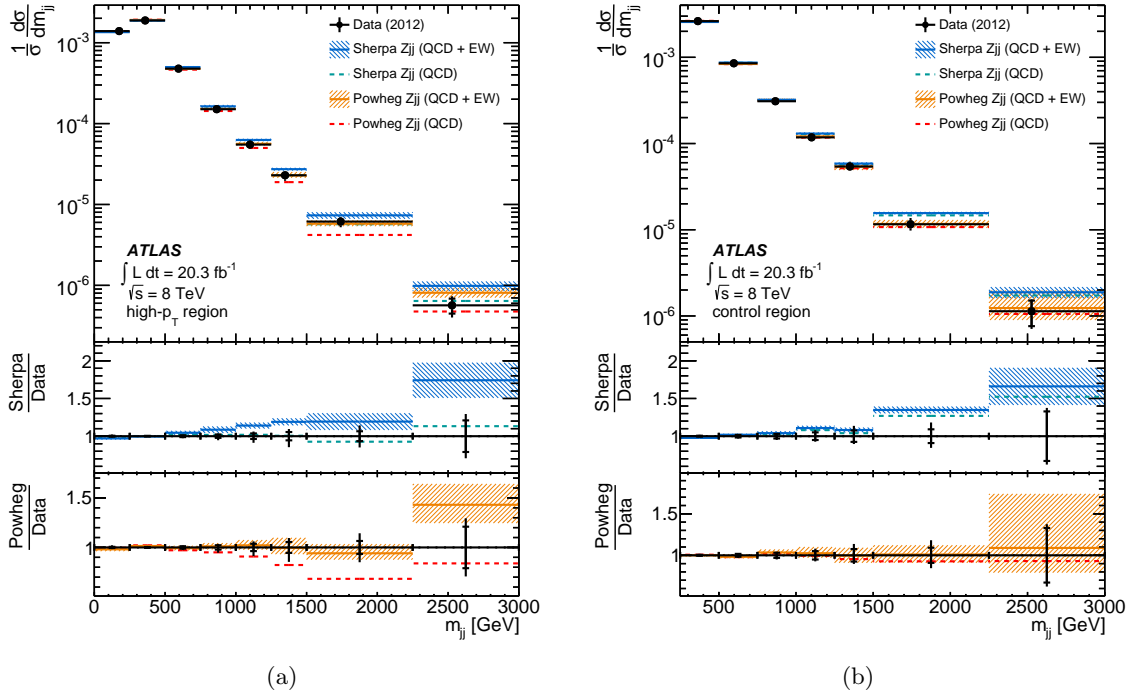 1/σ dσ/dm_jj
10^-3
10^-4
10^-5
10^-6
Data (2012)
Sherpa Zjj (QCD + EW)
Sherpa Zjj (QCD)
Powheg Zjj (QCD + EW)
Powheg Zjj (QCD)
ATLAS
∫ L dt = 20.3 fb^-1
√s = 8 TeV
high-p_T region
Sherpa/Data
2
1.5
1
Powheg/Data
1.5
1
0 500 1000 1500 2000 2500 3000
m_jj [GeV]
(a)
1/σ dσ/dm_jj
10^-3
10^-4
10^-5
10^-6
Data (2012)
Sherpa Zjj (QCD + EW)
Sherpa Zjj (QCD)
Powheg Zjj (QCD + EW)
Powheg Zjj (QCD)
ATLAS
∫ L dt = 20.3 fb^-1
√s = 8 TeV
control region
Sherpa/Data
2
1.5
1
Powheg/Data
1.5
1
500 1000 1500 2000 2500 3000
m_jj [GeV]
(b)